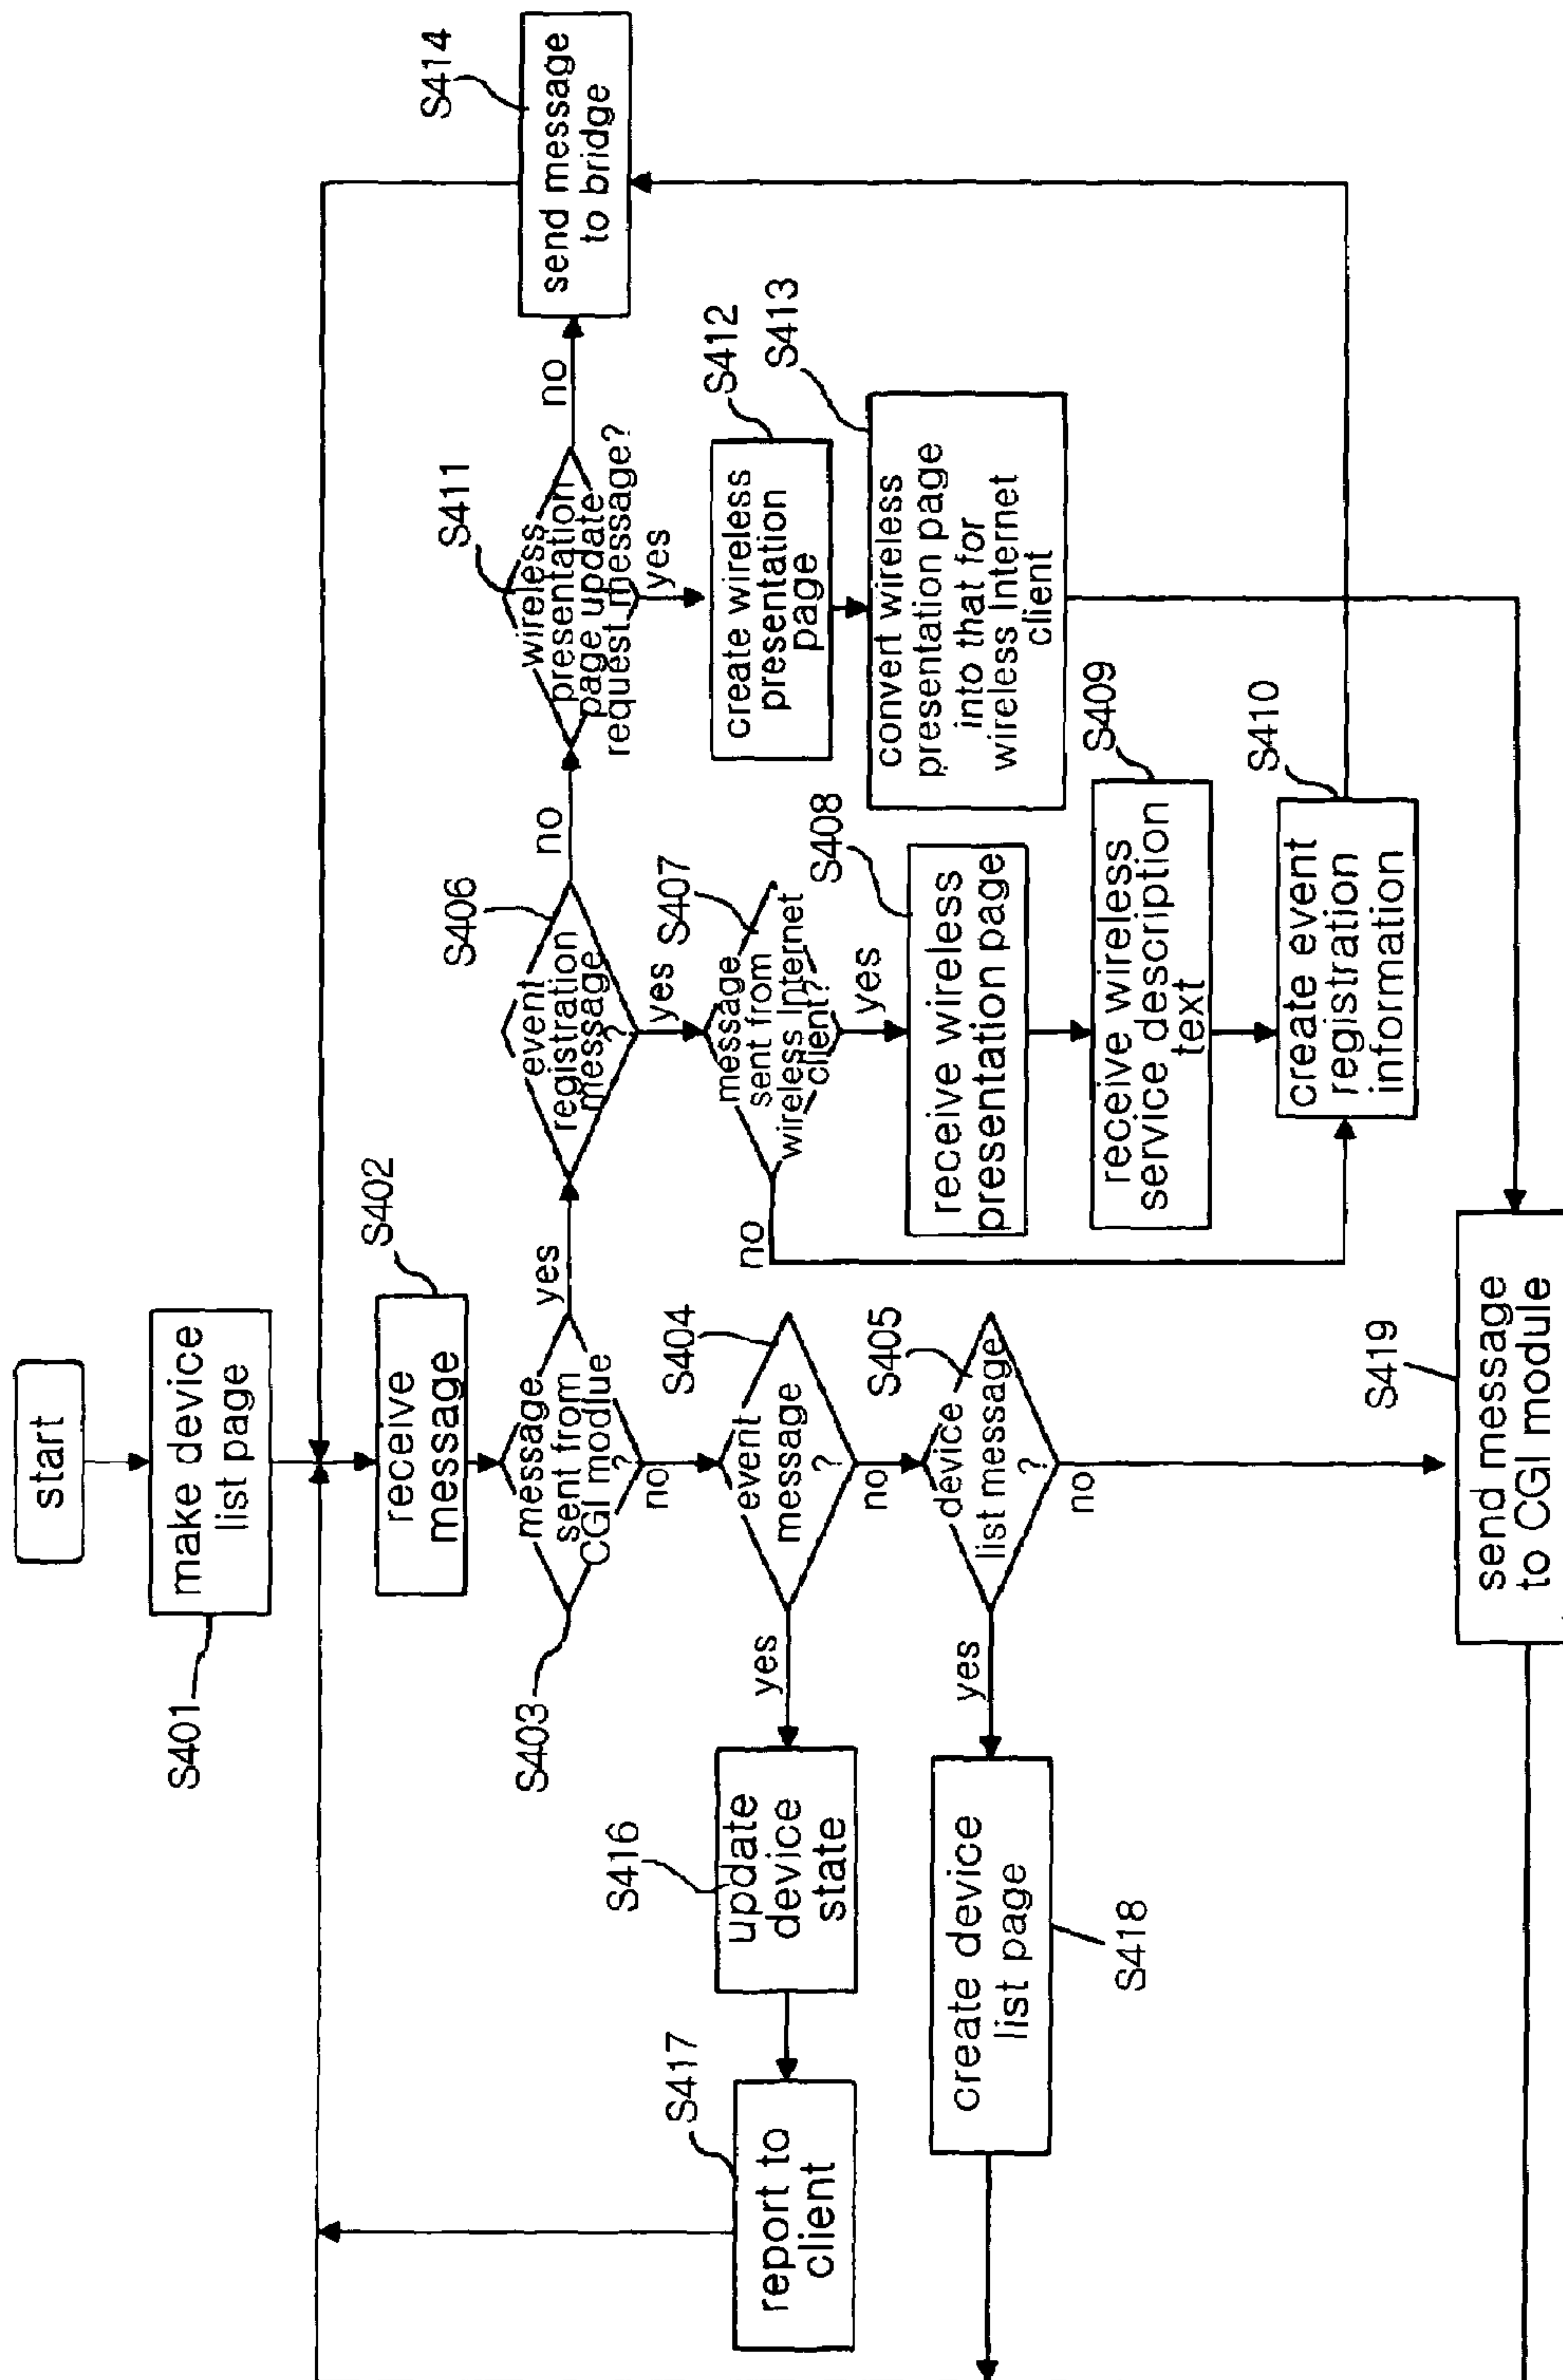 start
make device
list page
S401
receive
message
S402
message
sent from
CGI modlue
?
S403
yes
no
event
message
?
S404
yes
no
update
device
state
S416
report to
client
S417
device
list message
?
S405
yes
no
create device
list page
S418
event
registration
message
?
S406
no
yes
message
sent from
wireless Internet
client?
S407
no
yes
receive wireless
presentation page
S408
receive wireless
service description
text
S409
create event
registration
information
S410
wireless
presentation
page update
request message?
S411
no
yes
create wireless
presentation
page
S412
convert wireless
presentation page
into that for
wireless Internet
client
S413
send message
to bridge
S414
send message
to CGI module
S419